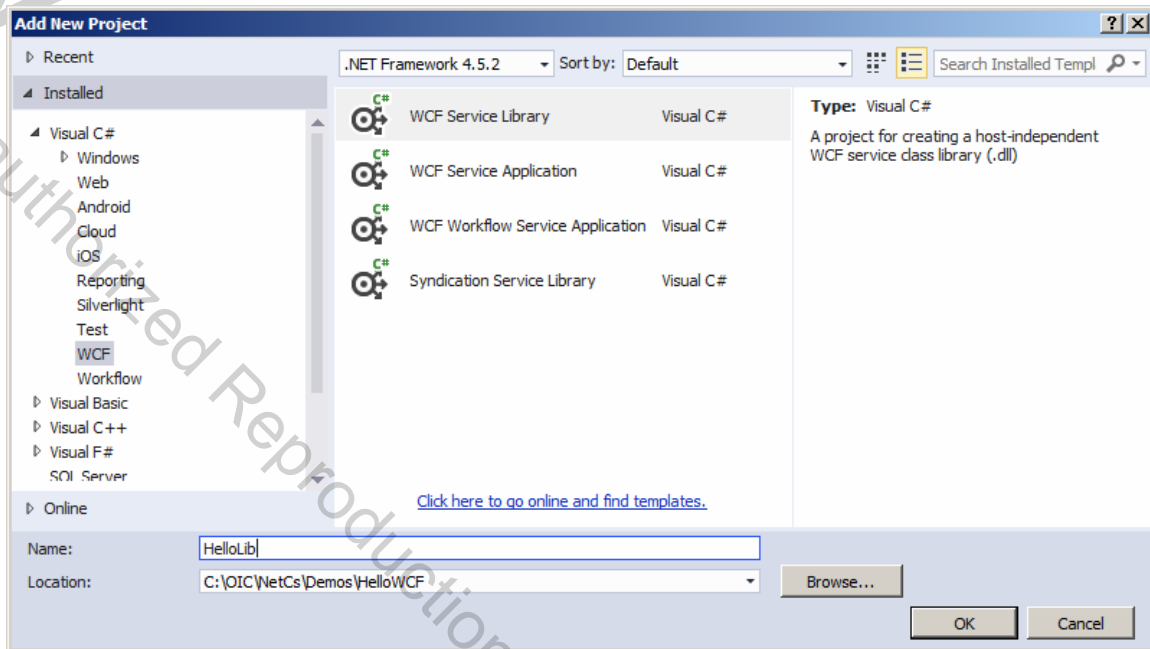 Add New Project
? X
Recent
.NET Framework 4.5.2
Sort by: Default
Search Installed Templ
Installed
Visual C#
Windows
Web
Android
Cloud
iOS
Reporting
Silverlight
Test
WCF
Workflow
Visual Basic
Visual C++
Visual F#
SQL Server
Online
C#
WCF Service Library Visual C#
C#
WCF Service Application Visual C#
C#
WCF Workflow Service Application Visual C#
C#
Syndication Service Library Visual C#
Click here to go online and find templates.
Type: Visual C#
A project for creating a host-independent
WCF service class library (.dll)
Name: HelloLib
Location: C:\OIC\NetCs\Demos\HelloWCF
Browse...
OK Cancel
Reproduction